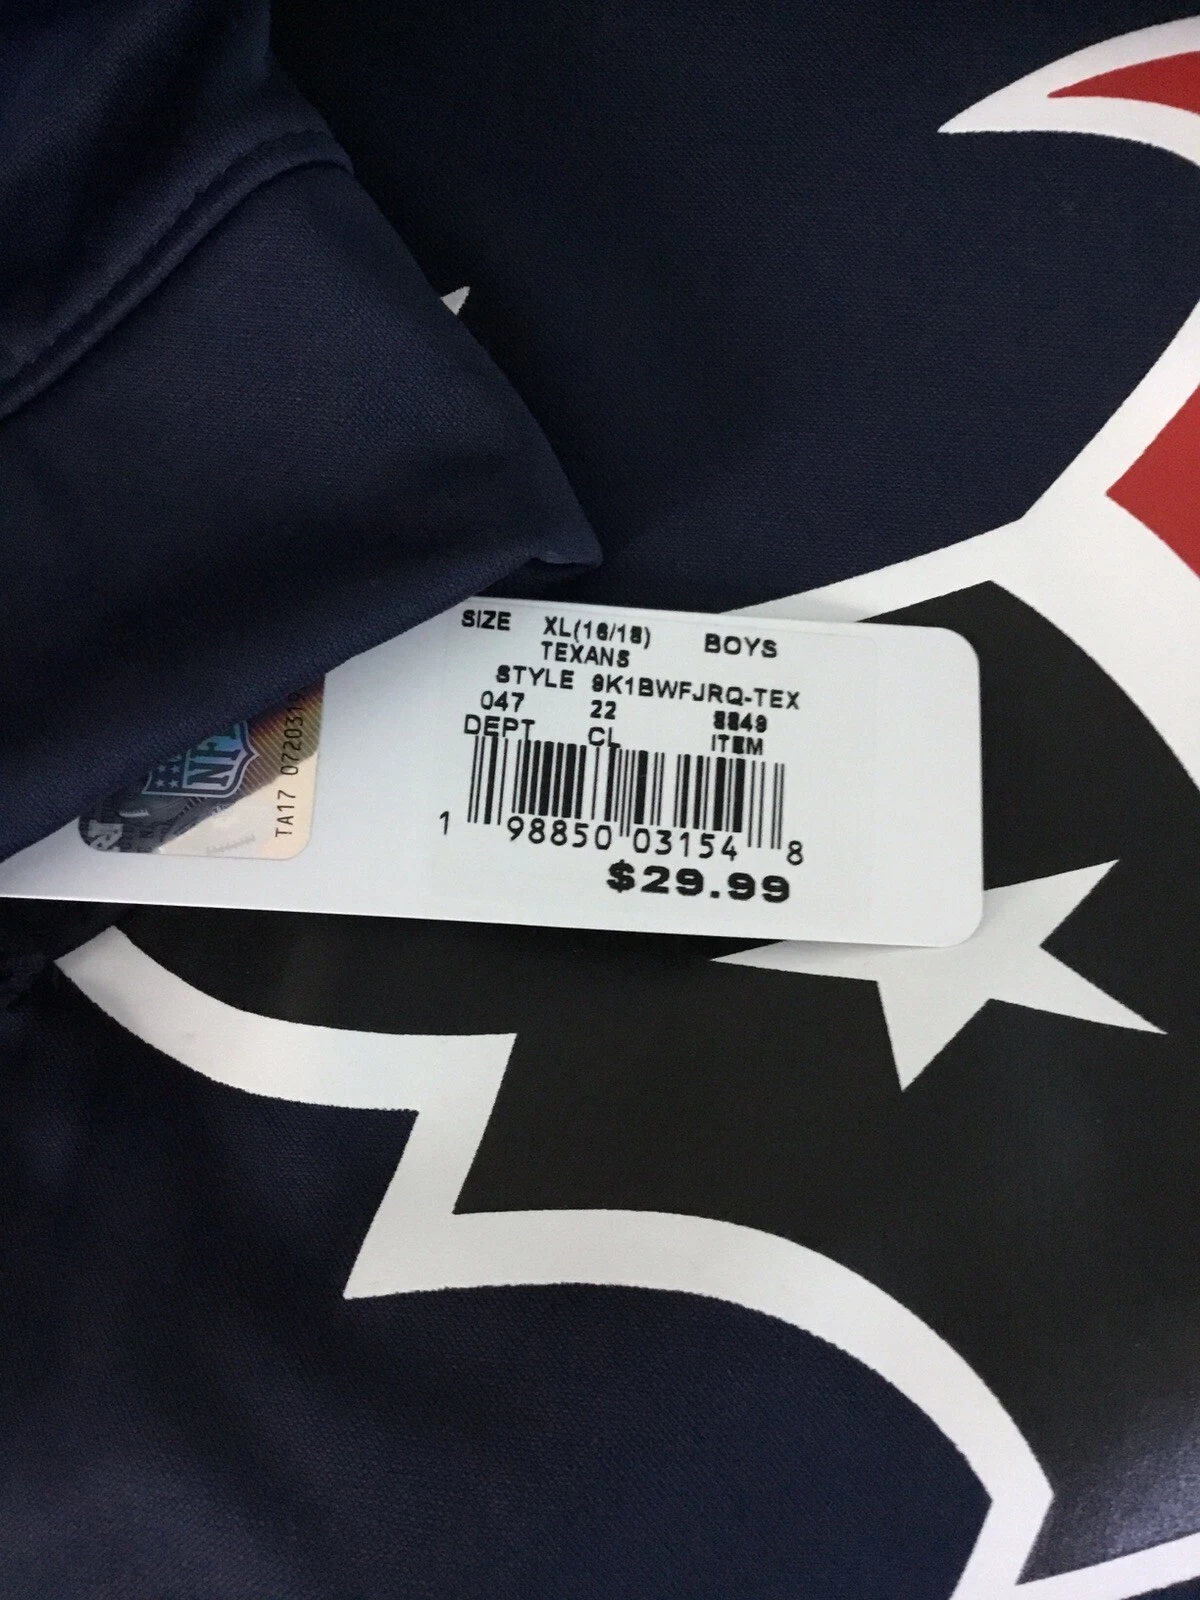 SIZE XL(16/18) BOYS
TEXANS
STYLE 9K1BWFJRQ-TEX
047 22 8849
DEPT CL ITEM
1 98850 03154 8
$29.99
NFL
TA17 0720319